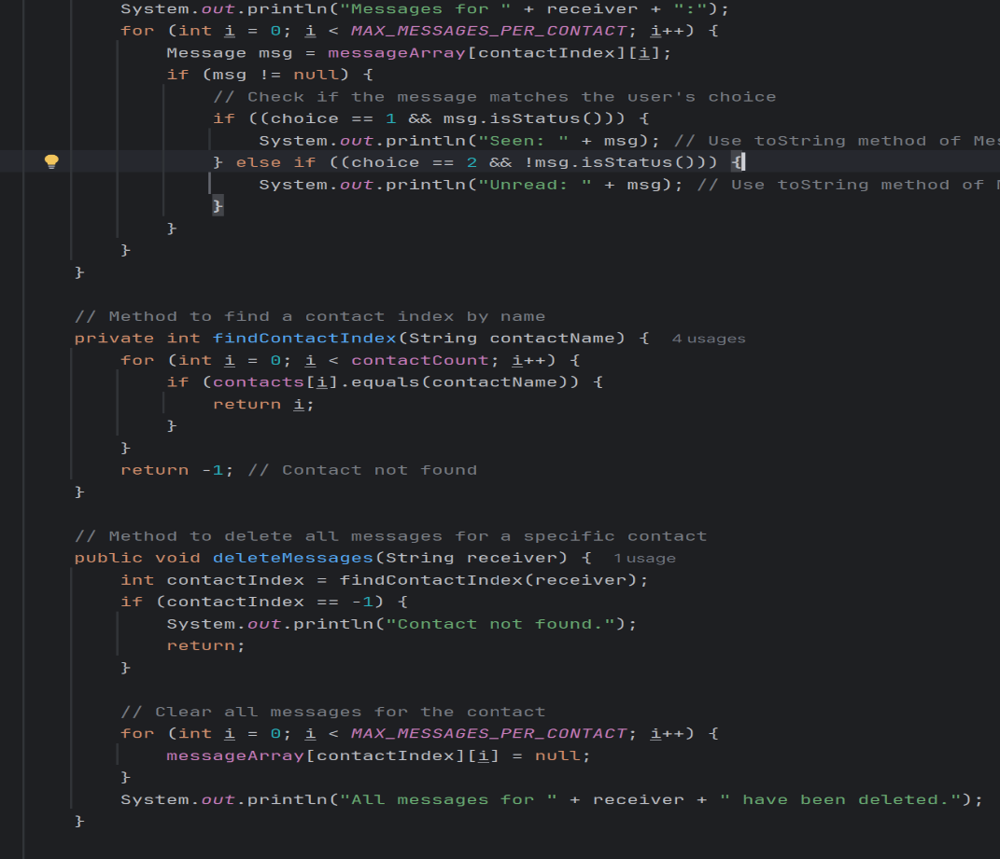 System.out.println("Messages for " + receiver + ":");
for (int i = 0; i < MAX_MESSAGES_PER_CONTACT; i++) {
Message msg = messageArray[contactIndex][i];
if (msg != null) {
// Check if the message matches the user's choice
if ((choice == 1 && msg.isStatus())) {
System.out.println("Seen: " + msg); // Use toString method of
} else if ((choice == 2 && !msg.isStatus())) {
System.out.println("Unread: " + msg); // Use toString method of
}
}
}
}
// Method to find a contact index by name
private int findContactIndex(String contactName) { 4 usages
for (int i = 0; i < contactCount; i++) {
if (contacts[i].equals(contactName)) {
return i;
}
}
return -1; // Contact not found
}
// Method to delete all messages for a specific contact
public void deleteMessages(String receiver) { 1 usage
int contactIndex = findContactIndex(receiver);
if (contactIndex == -1) {
System.out.println("Contact not found.");
return;
}
// Clear all messages for the contact
for (int i = 0; i < MAX_MESSAGES_PER_CONTACT; i++) {
messageArray[contactIndex][i] = null;
}
System.out.println("All messages for " + receiver + " have been deleted.");
}